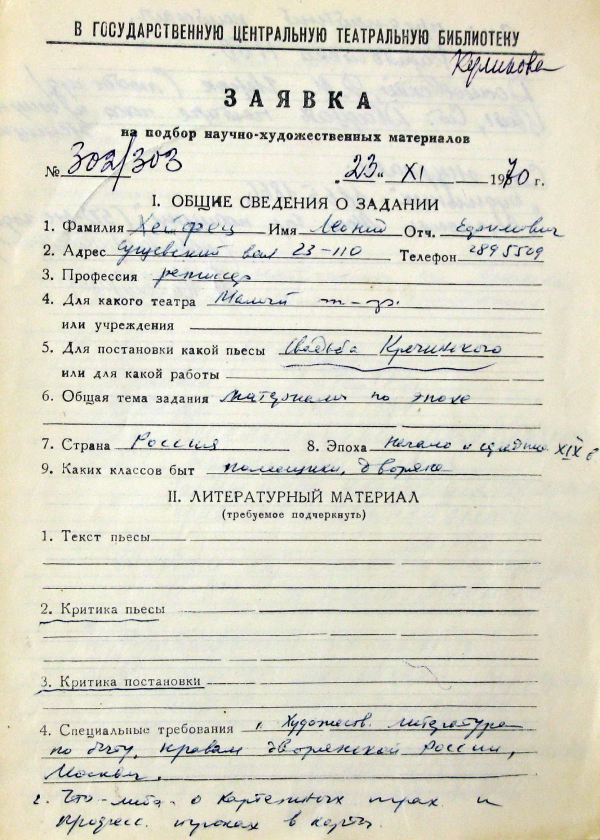 В ГОСУДАРСТВЕННУЮ ЦЕНТРАЛЬНУЮ ТЕАТРАЛЬНУЮ БИБЛИОТЕКУ
Куликова
ЗАЯВКА
на подбор научно-художественных материалов
№ 302/303 „23" XI 1970 г.
I. ОБЩИЕ СВЕДЕНИЯ О ЗАДАНИИ
1. Фамилия Хейфец Имя Леонид Отч. Ефимович
2. Адрес Сущевский вал 23-110 Телефон 2895509
3. Профессия режиссер
4. Для какого театра Малый т-р.
или учреждения
5. Для постановки какой пьесы Свадьба Кречинского
или для какой работы
6. Общая тема задания материалы по эпохе
7. Страна Россия 8. Эпоха начало и средина XIX в
9. Каких классов быт помещики, дворяне
II. ЛИТЕРАТУРНЫЙ МАТЕРИАЛ
(требуемое подчеркнуть)
1. Текст пьесы
2. Критика пьесы
3. Критика постановки
4. Специальные требования 1. Художеств. литература
по быту, нравам дворянской России,
Москвы.
2. Что-либо о картежных играх и
професс. игроках в карты.